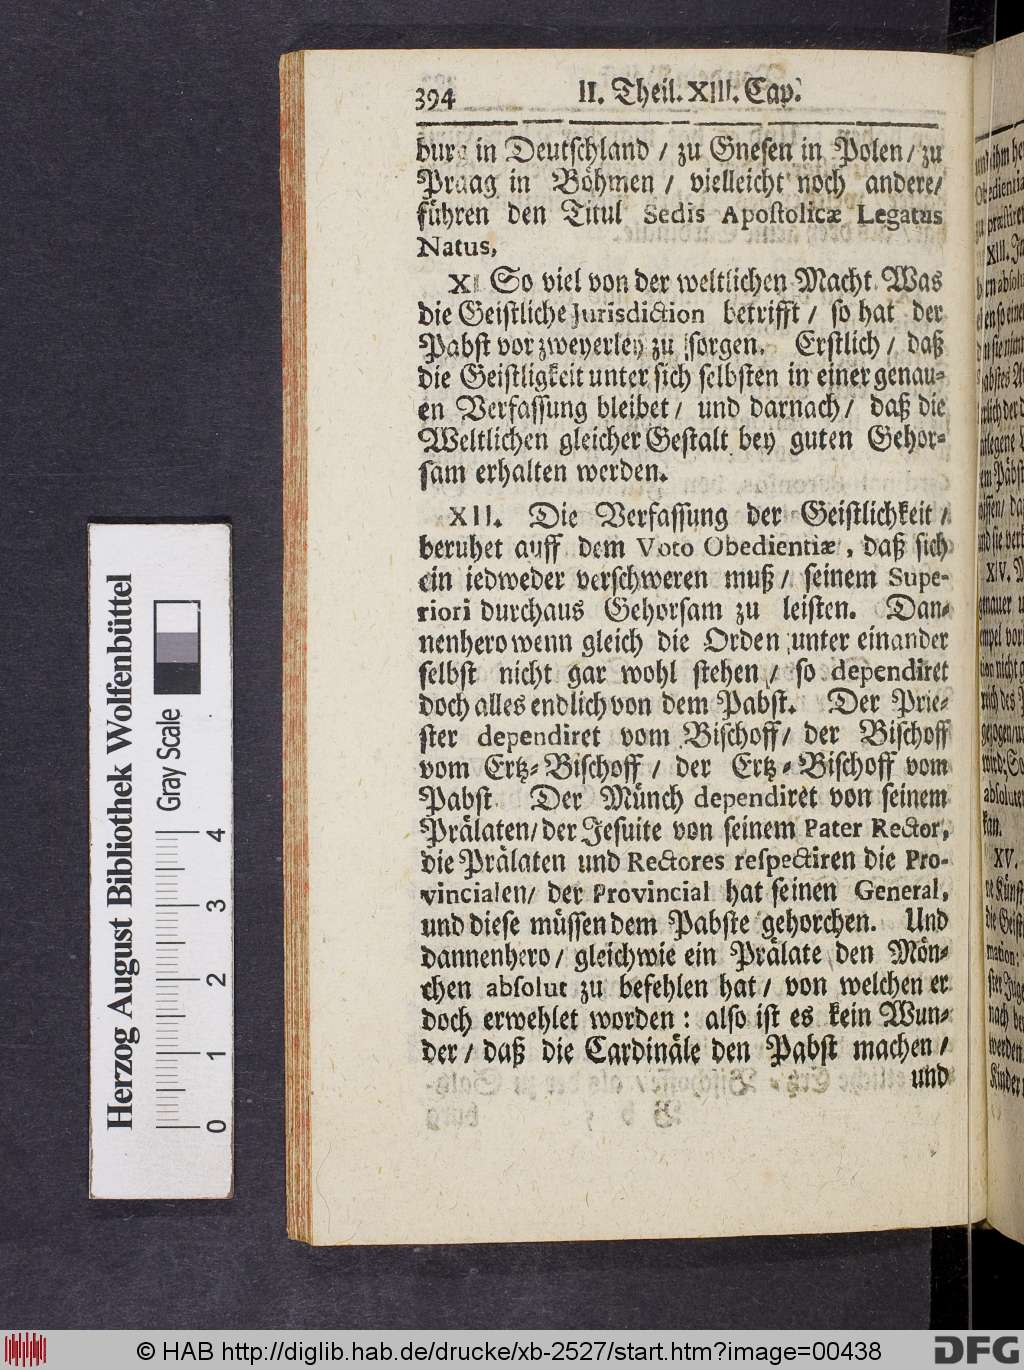 394 II. Theil. XIII. Cap.
burg in Deutschland / zu Gnesen in Polen / zu
Praag in Böhmen / vielleicht noch andere/
führen den Titul Sedis Apostolicæ Legatus
Natus,
XI So viel von der weltlichen Macht. Was
die Geistliche Jurisdiction betrifft / so hat der
Pabst vor zweyerley zu sorgen. Erstlich / daß
die Geistligkeit unter sich selbsten in einer genau-
en Verfassung bleibet / und darnach / daß die
Weltlichen gleicher Gestalt bey guten Gehor-
sam erhalten werden.
XII. Die Verfassung der Geistlichkeit /
beruhet auff dem Voto Obedientiæ, daß sich
ein iedweder verschweren muß / seinem Supe-
riori durchaus Gehorsam zu leisten. Dan-
nenhero wenn gleich die Orden unter einander
selbst nicht gar wohl stehen / so dependiret
doch alles endlich von dem Pabst. Der Prie-
ster dependiret vom Bischoff / der Bischoff
vom Ertz-Bischoff / der Ertz-Bischoff vom
Pabst Der Münch dependiret von seinem
Prälaten / der Jesuite von seinem Pater Rector,
die Prälaten und Rectores respectiren die Pro-
vincialen / der Provincial hat seinen General,
und diese müssen dem Pabste gehorchen. Und
dannenhero / gleichwie ein Prälate den Mön-
chen absolut zu befehlen hat / von welchen er
doch erwehlet worden : also ist es kein Wun-
der / daß die Cardinäle den Pabst machen /
und
Herzog August Bibliothek Wolfenbüttel
Gray Scale
0 1 2 3 4
© HAB http://diglib.hab.de/drucke/xb-2527/start.htm?image=00438
DFG